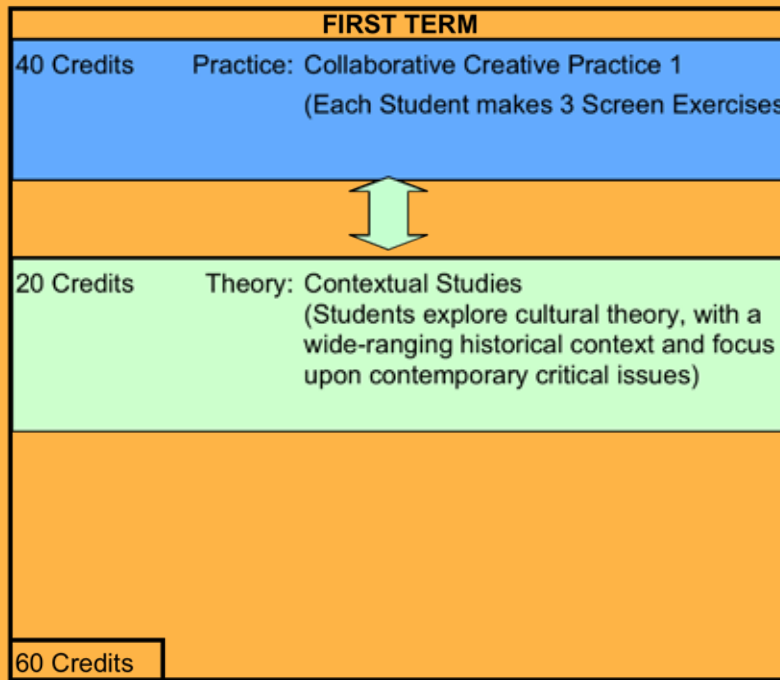 FIRST TERM
40 Credits Practice: Collaborative Creative Practice 1
(Each Student makes 3 Screen Exercises
20 Credits Theory: Contextual Studies
(Students explore cultural theory, with a
wide-ranging historical context and focus
upon contemporary critical issues)
60 Credits